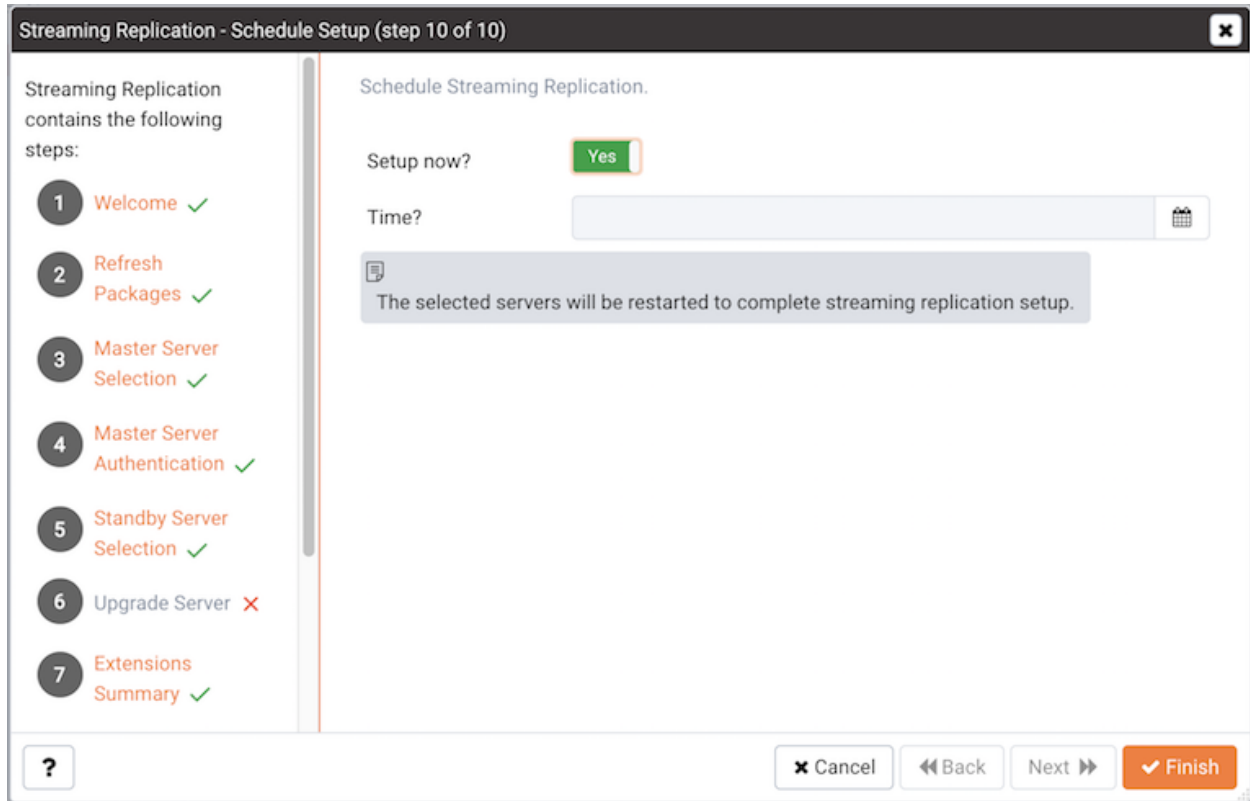 Streaming Replication - Schedule Setup (step 10 of 10)
Streaming Replication
contains the following
steps:
1 Welcome
2 Refresh
Packages
3 Master Server
Selection
4 Master Server
Authentication
5 Standby Server
Selection
6 Upgrade Server
7 Extensions
Summary
Schedule Streaming Replication.
Setup now? Yes
Time?
The selected servers will be restarted to complete streaming replication setup.
? Cancel Back Next Finish